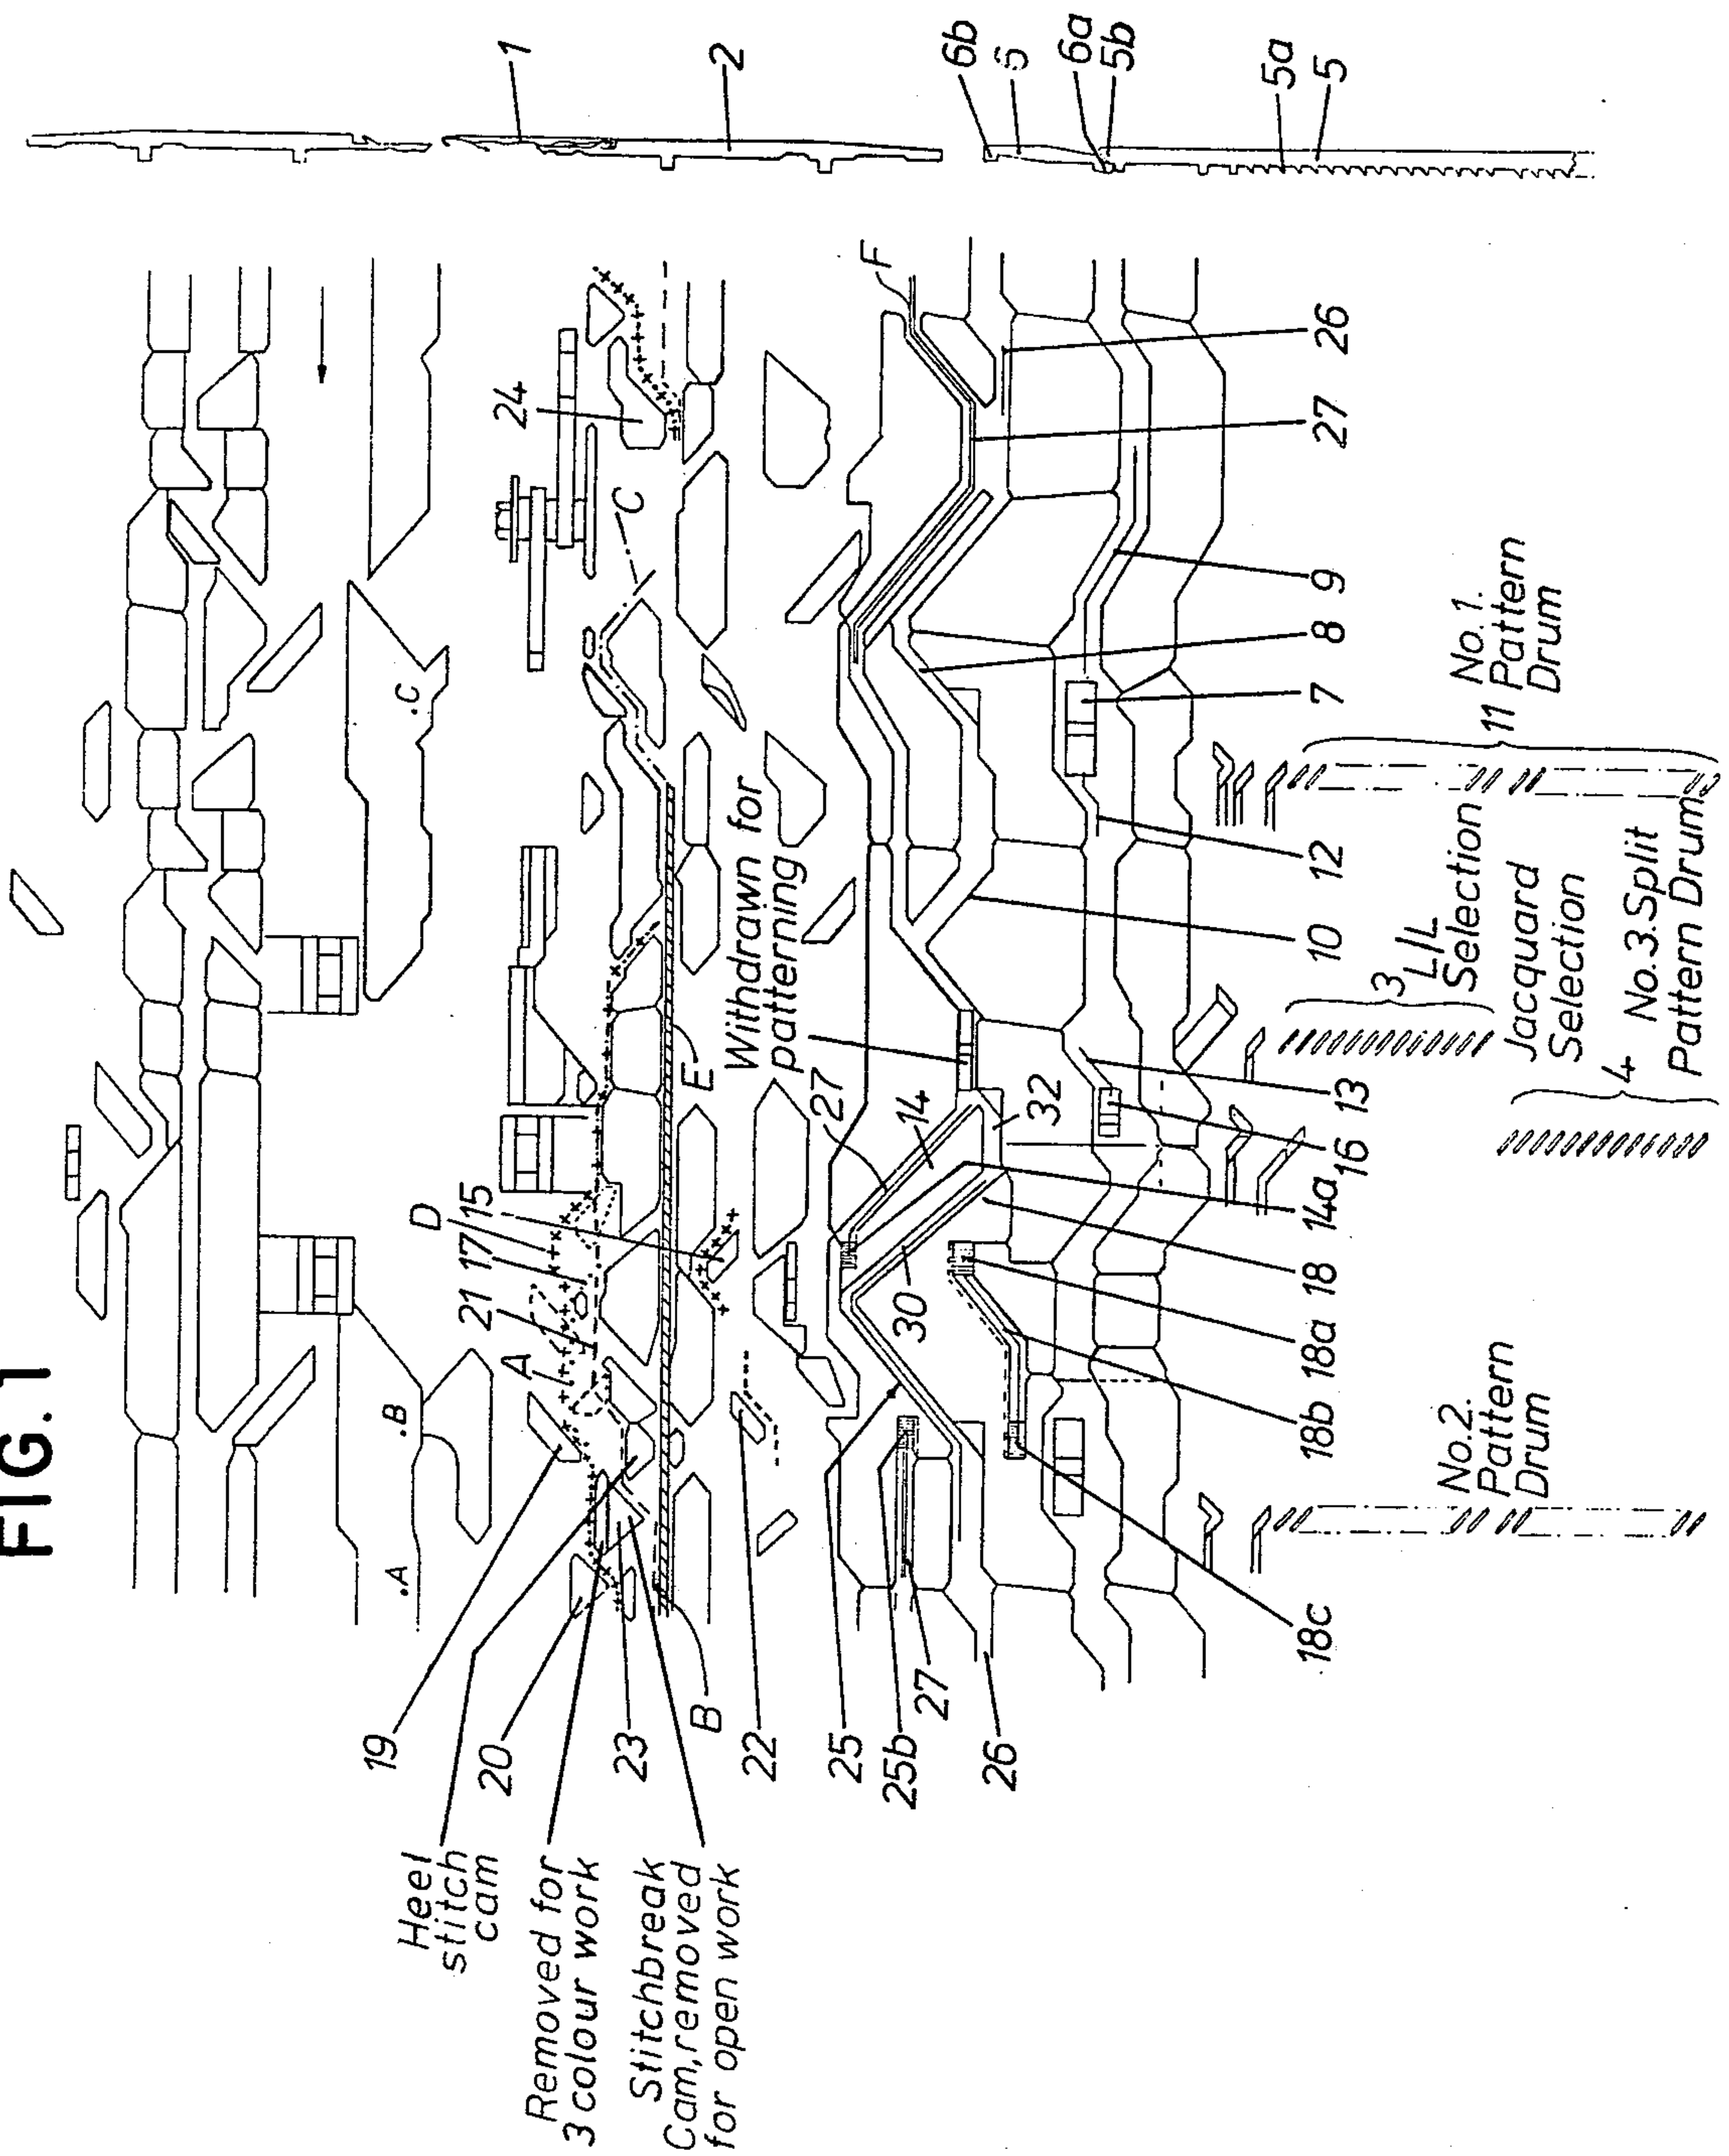 FIG.1
1
2
6b
6
6a
5b
5a
5
F
24
C
.C
26
27
9
8
7
12
10
13
16
14a
18
18a
18b
18c
No.1.
11 Pattern
Drum
3 L/L
Selection
Jacquard
Selection
4 No.3.Split
Pattern Drum
No.2.
Pattern
Drum
Withdrawn for
patterning
E
27
14
32
30
D
15
17
21
A
.B
.A
19
Heel
stitch
cam
20
Removed for
3 colour work
23
Stitchbreak
Cam,removed
for open work
B
22
25
25b
27
26